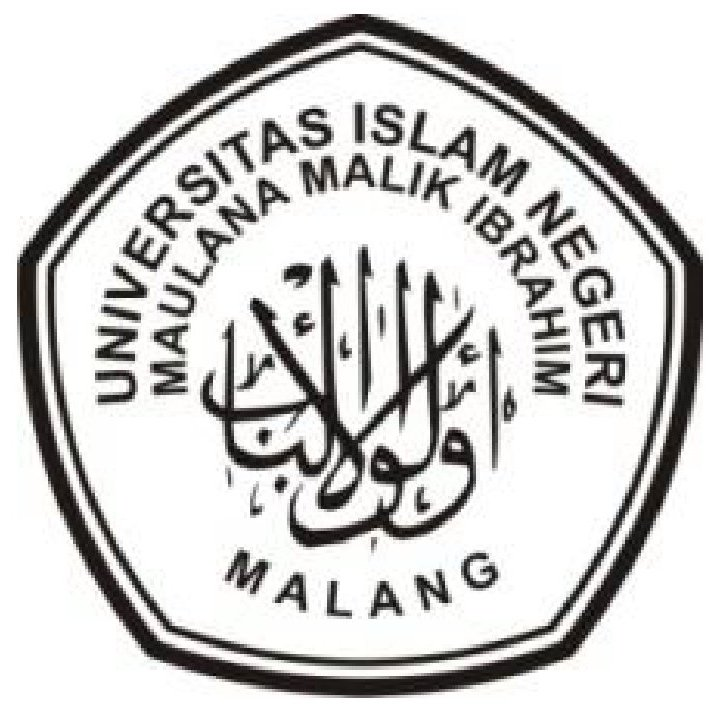 UNIVERSITAS ISLAM NEGERI
MAULANA MALIK IBRAHIM
أولو الألباب
MALANG